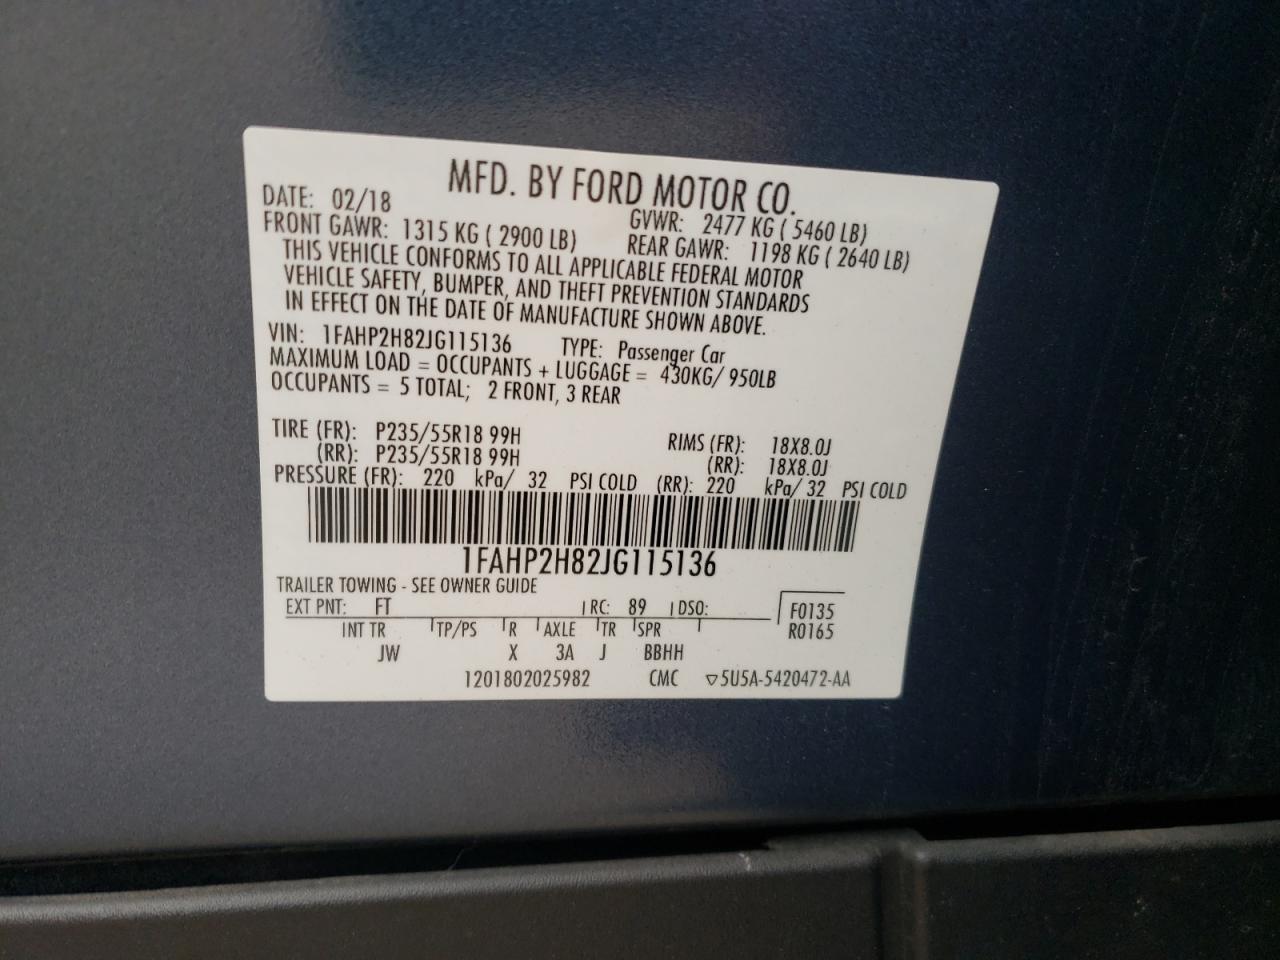 MFD. BY FORD MOTOR CO.
DATE: 02/18 GVWR: 2477 KG ( 5460 LB)
FRONT GAWR: 1315 KG ( 2900 LB) REAR GAWR: 1198 KG ( 2640 LB)
THIS VEHICLE CONFORMS TO ALL APPLICABLE FEDERAL MOTOR
VEHICLE SAFETY, BUMPER, AND THEFT PREVENTION STANDARDS
IN EFFECT ON THE DATE OF MANUFACTURE SHOWN ABOVE.
VIN: 1FAHP2H82JG115136 TYPE: Passenger Car
MAXIMUM LOAD = OCCUPANTS + LUGGAGE = 430KG/ 950LB
OCCUPANTS = 5 TOTAL; 2 FRONT, 3 REAR
TIRE (FR): P235/55R18 99H RIMS (FR): 18X8.0J
(RR): P235/55R18 99H (RR): 18X8.0J
PRESSURE (FR): 220 kPa/ 32 PSI COLD (RR): 220 kPa/ 32 PSI COLD
1FAHP2H82JG115136
TRAILER TOWING - SEE OWNER GUIDE
EXT PNT: FT RC: 89 DSO: F0135
INT TR TP/PS R AXLE TR SPR R0165
JW X 3A J BBHH
1201802025982 CMC ▽5U5A-5420472-AA